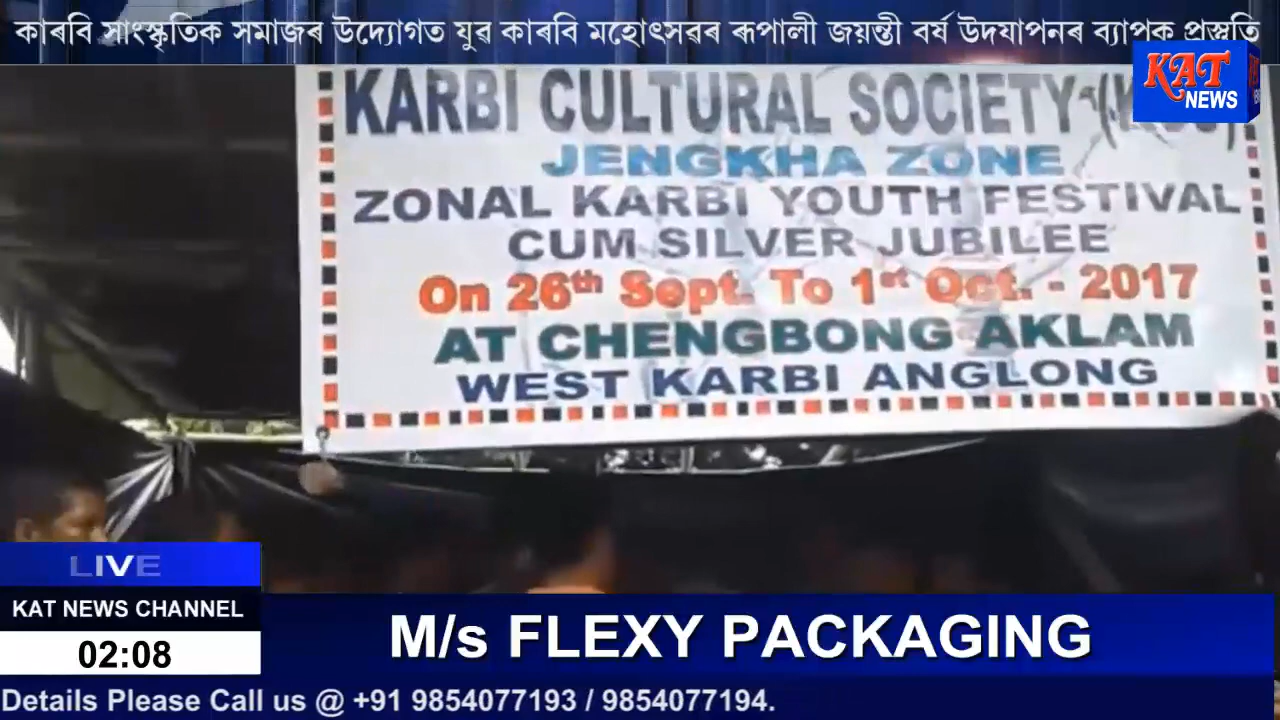 কাৰবি সাংস্কৃতিক সমাজৰ উদ্যোগত যুৱ কাৰবি মহোৎসৱৰ ৰূপালী জয়ন্তী বৰ্ষ উদযাপনৰ ব্যাপক প্ৰস্তুতি
KAT
NEWS
KARBI CULTURAL SOCIETY
JENGKHA ZONE
ZONAL KARBI YOUTH FESTIVAL
CUM SILVER JUBILEE
On 26th Sept. To 1st Oct. - 2017
AT CHENGBONG AKLAM
WEST KARBI ANGLONG
LIVE
KAT NEWS CHANNEL
02:08
M/s FLEXY PACKAGING
Details Please Call us @ +91 9854077193 / 9854077194.